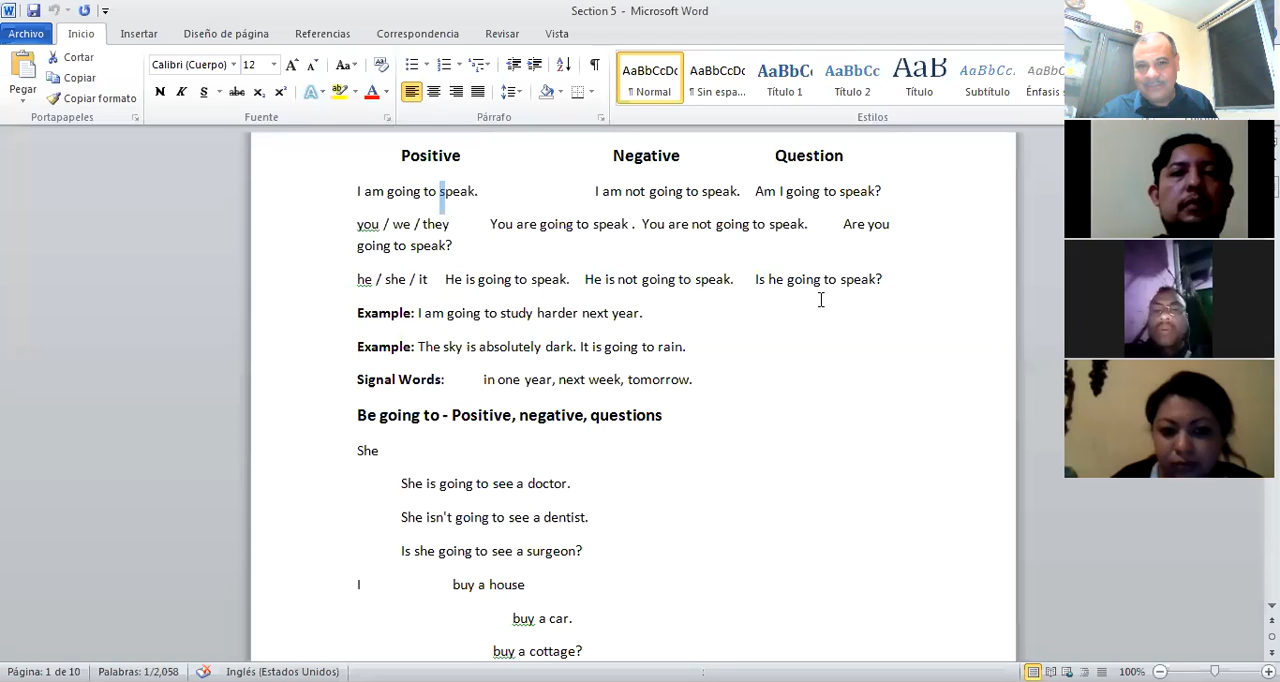 Section 5 - Microsoft Word
Archivo Inicio Insertar Diseño de página Referencias Correspondencia Revisar Vista
Cortar
Copiar
Copiar formato
Pegar
Portapapeles
Calibri (Cuerpo) 12
N K S abc x₂ x²
Fuente
Párrafo
AaBbCcDc AaBbCcDc AaBbC AaBbCc AaB AaBbCc AaBbCc
¶ Normal ¶ Sin espa... Título 1 Título 2 Título Subtítulo Énfasis
Estilos
Positive Negative Question
I am going to speak. I am not going to speak. Am I going to speak?
you / we / they You are going to speak . You are not going to speak. Are you
going to speak?
he / she / it He is going to speak. He is not going to speak. Is he going to speak?
Example: I am going to study harder next year.
Example: The sky is absolutely dark. It is going to rain.
Signal Words: in one year, next week, tomorrow.
Be going to - Positive, negative, questions
She
She is going to see a doctor.
She isn't going to see a dentist.
Is she going to see a surgeon?
I buy a house
buy a car.
buy a cottage?
Página: 1 de 10 Palabras: 1/2,058 Inglés (Estados Unidos) 100%